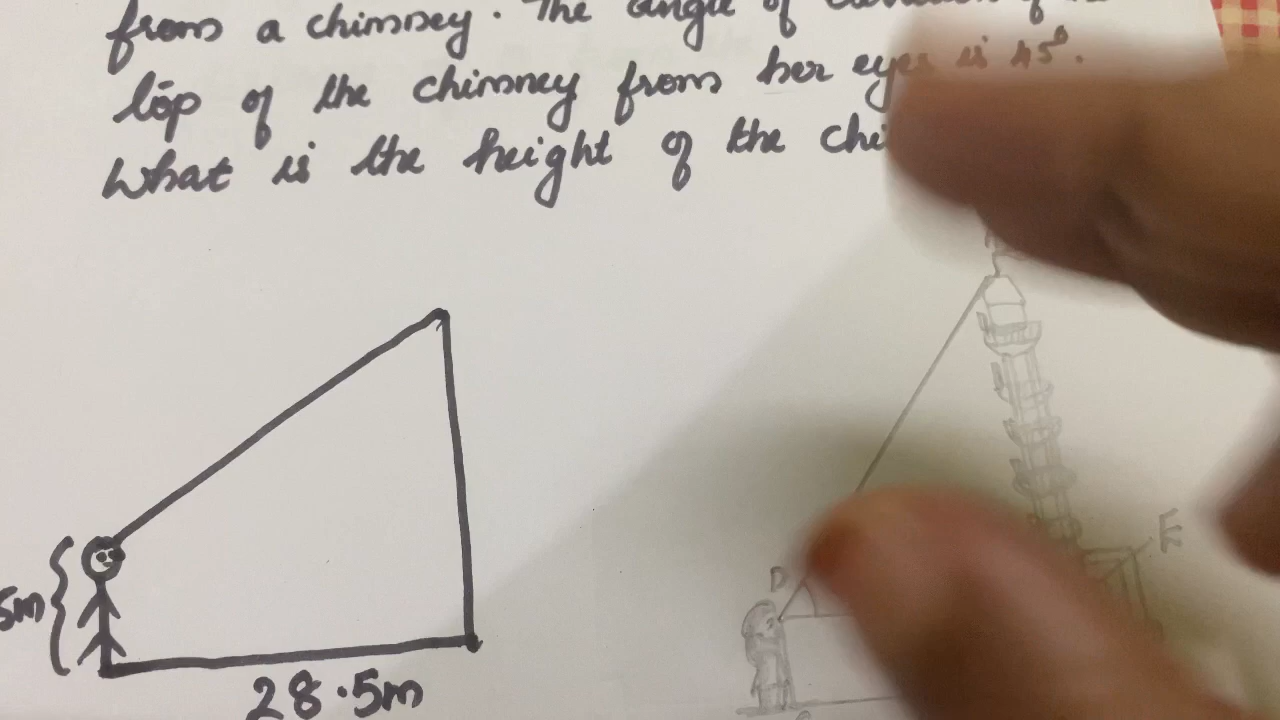 from a chimney. The angle of
top of the chimney from her eyes is 45°.
What is the height of the
5m
28.5m
D
E